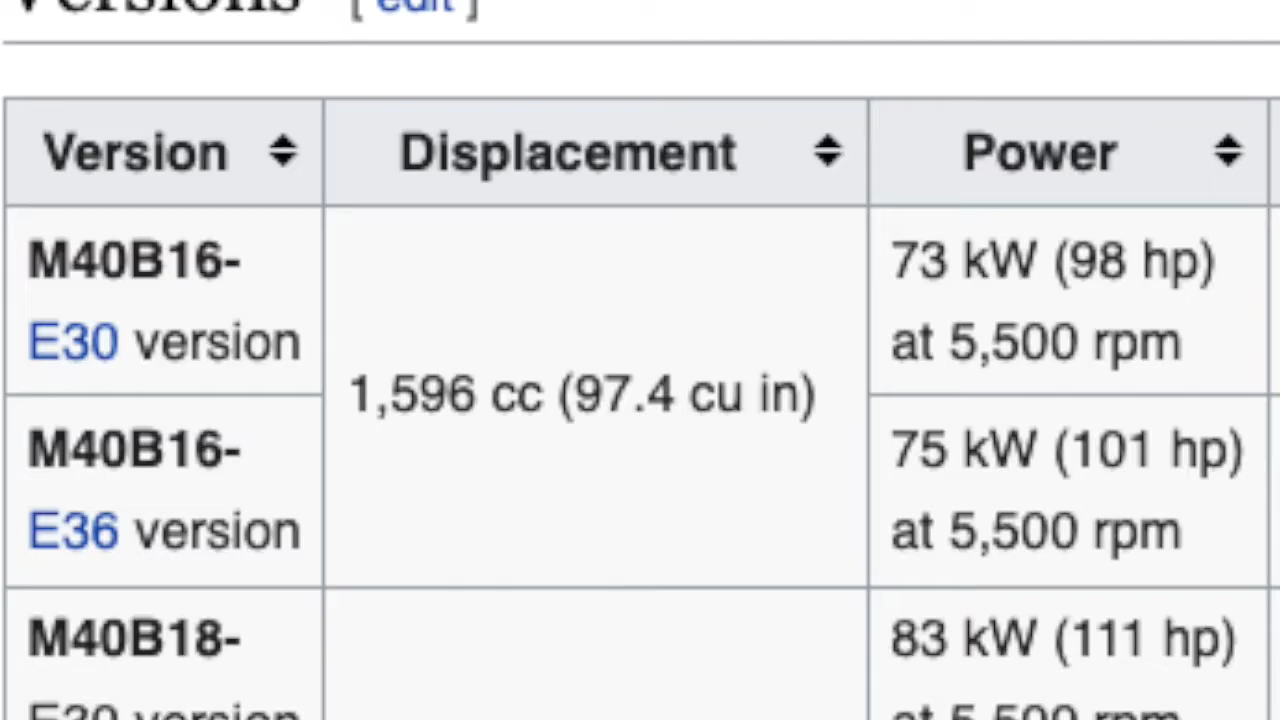 Versions [ edit ]
Version Displacement Power
M40B16-
E30 version
1,596 cc (97.4 cu in)
73 kW (98 hp)
at 5,500 rpm
M40B16-
E36 version
75 kW (101 hp)
at 5,500 rpm
M40B18-
E30 version
83 kW (111 hp)
at 5,500 rpm